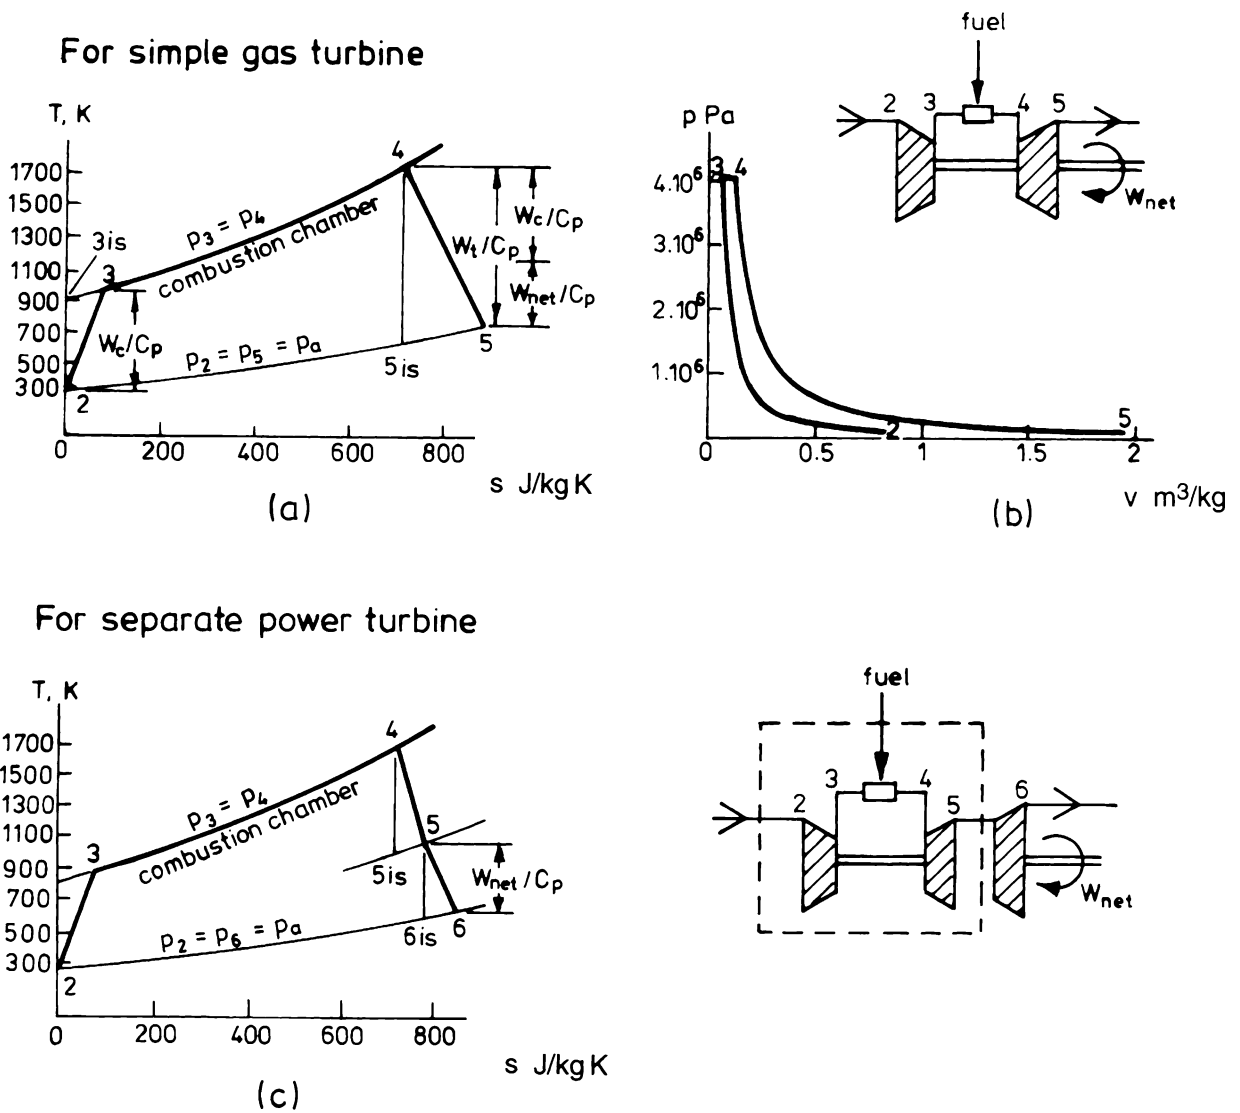 For simple gas turbine
T, K
1700
1500
1300
1100
900
700
500
300
3is
3
4
p3 = p4
combustion chamber
Wc/Cp
Wt/Cp
Wc/Cp
Wnet/Cp
p2 = p5 = pa
5is
5
2
0 200 400 600 800
s J/kg K
(a)
fuel
2 3 4 5
Wnet
p Pa
3 4
4.10⁶
3.10⁶
2.10⁶
1.10⁶
2
5
0 0.5 1 1.5 2
v m³/kg
(b)
For separate power turbine
T, K
1700
1500
1300
1100
900
700
500
300
4
3
p3 = p4
combustion chamber
5
5is
Wnet/Cp
p2 = p6 = pa
6is 6
2
0 200 400 600 800
s J/kg K
(c)
fuel
2 3 4 5 6
Wnet